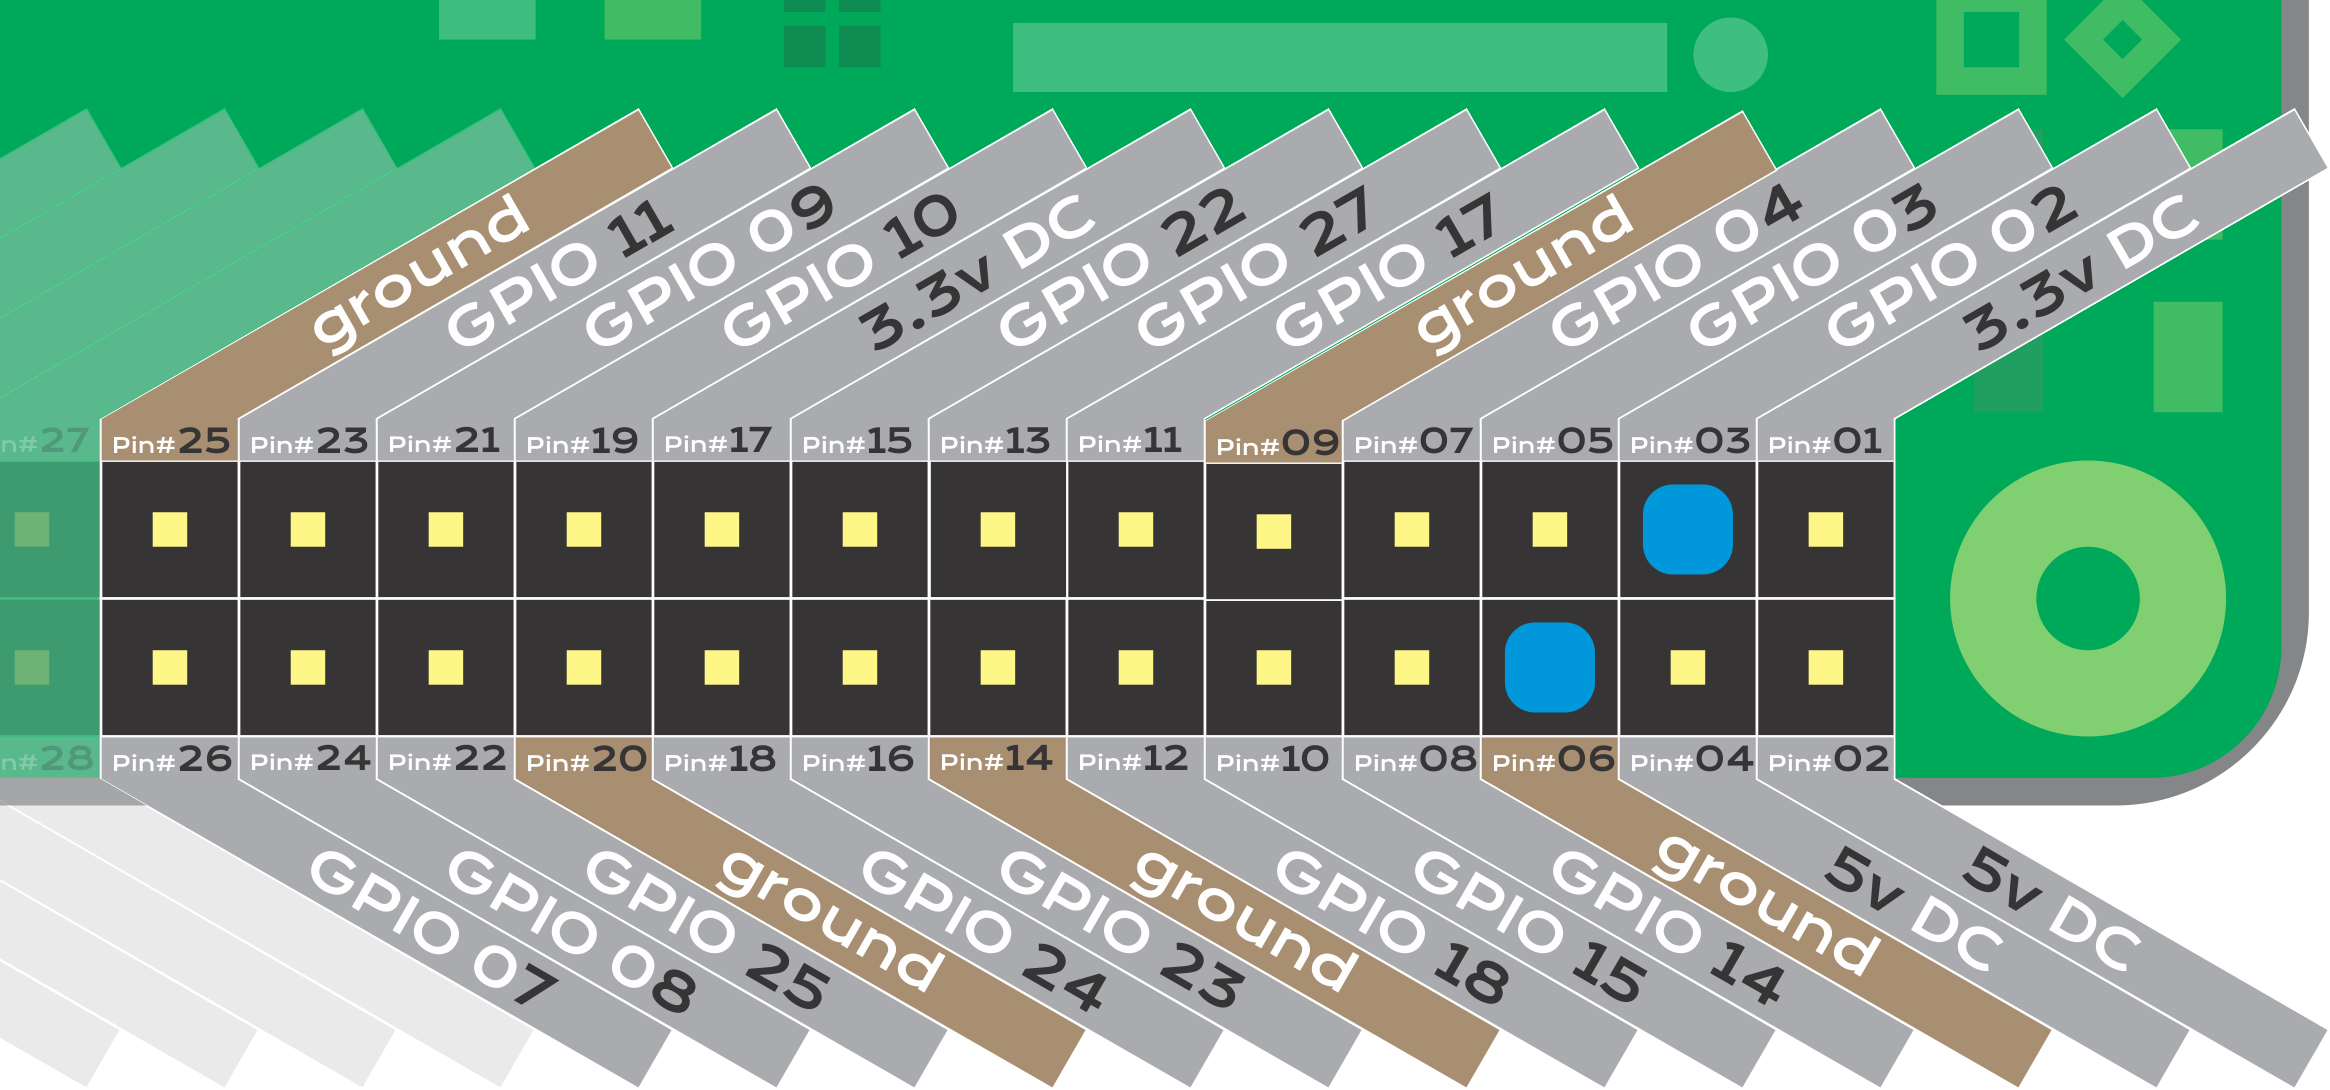 ground
GPIO 11
GPIO 09
GPIO 10
3.3v DC
GPIO 22
GPIO 27
GPIO 17
ground
GPIO 04
GPIO 03
GPIO 02
3.3v DC
n#27 Pin#25 Pin#23 Pin#21 Pin#19 Pin#17 Pin#15 Pin#13 Pin#11 Pin#09 Pin#07 Pin#05 Pin#03 Pin#01
n#28 Pin#26 Pin#24 Pin#22 Pin#20 Pin#18 Pin#16 Pin#14 Pin#12 Pin#10 Pin#08 Pin#06 Pin#04 Pin#02
GPIO 07
GPIO 08
GPIO 25
ground
GPIO 24
GPIO 23
ground
GPIO 18
GPIO 15
GPIO 14
ground
5v DC
5v DC